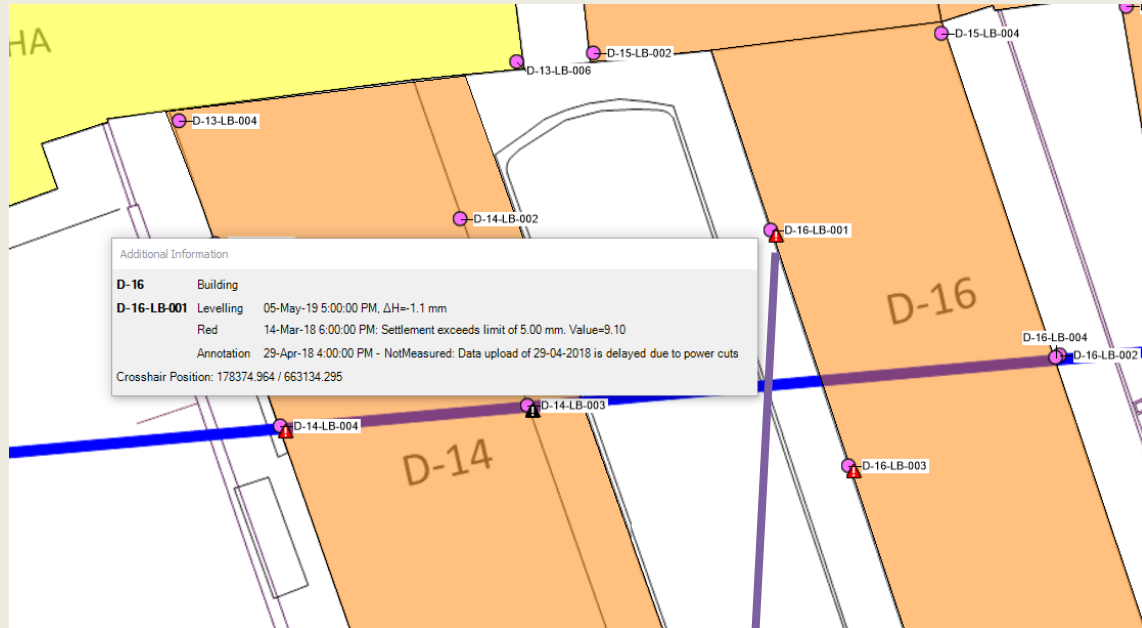 HA
D-15-LB-004
D-15-LB-002
D-13-LB-006
D-13-LB-004
D-14-LB-002
D-16-LB-001
Additional Information
D-16 Building
D-16-LB-001 Levelling 05-May-19 5:00:00 PM, ΔH=-1.1 mm
Red 14-Mar-18 6:00:00 PM: Settlement exceeds limit of 5.00 mm. Value=9.10
Annotation 29-Apr-18 4:00:00 PM - NotMeasured: Data upload of 29-04-2018 is delayed due to power cuts
Crosshair Position: 178374.964 / 663134.295
D-16
D-16-LB-004
D-16-LB-002
D-14-LB-003
D-14-LB-004
D-14
D-16-LB-003